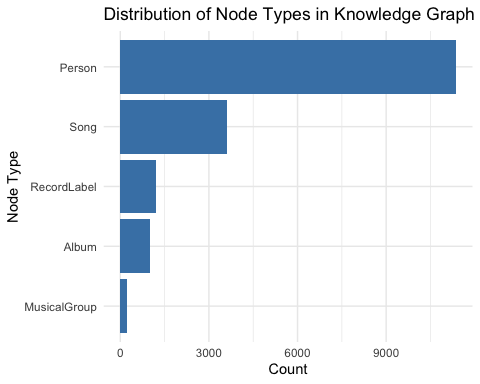 Distribution of Node Types in Knowledge Graph
Node Type
Person
Song
RecordLabel
Album
MusicalGroup
0 3000 6000 9000
Count